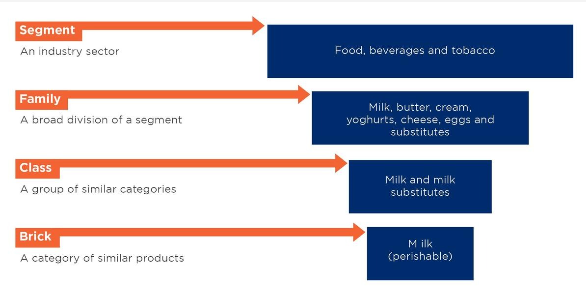 Segment
An industry sector
Food, beverages and tobacco
Family
A broad division of a segment
Milk, butter, cream,
yoghurts, cheese, eggs and
substitutes
Class
A group of similar categories
Milk and milk
substitutes
Brick
A category of similar products
M ilk
(perishable)